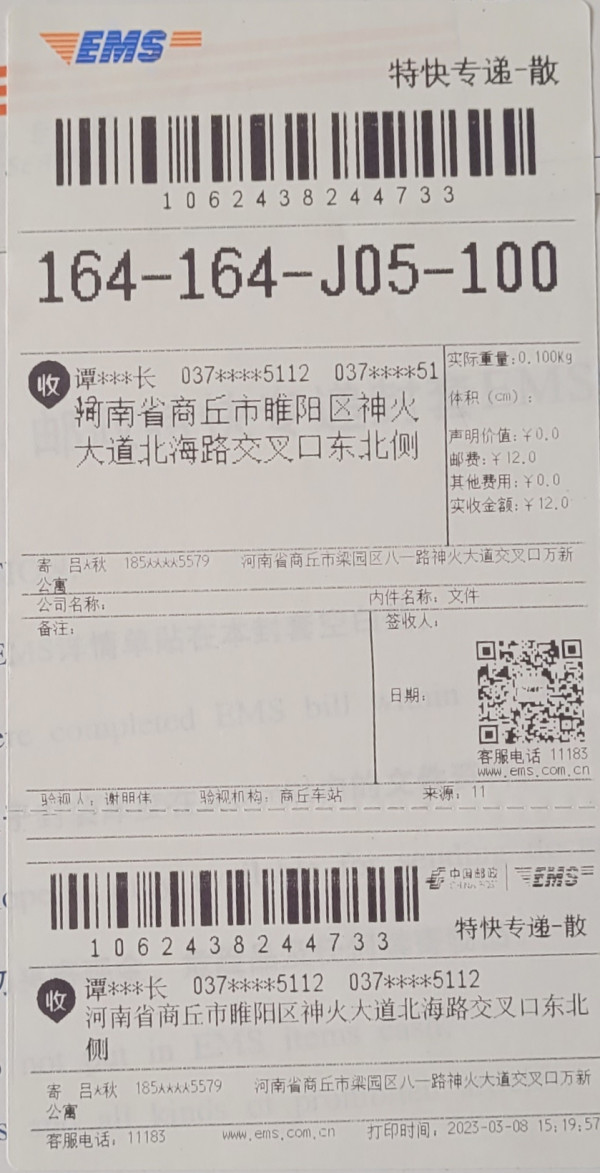 EMS
特快专递-散
1062438244733
164-164-J05-100
收 谭***长 037****5112 037****51
12
河南省商丘市睢阳区神火
大道北海路交叉口东北侧
实际重量:0.100Kg
体积(cm):
声明价值:¥0.0
邮费:¥12.0
其他费用:¥0.0
实收金额:¥12.0
寄 吕⁎秋 185⁎⁎⁎⁎5579 河南省商丘市梁园区八一路神火大道交叉口万新
公寓
公司名称: 内件名称: 文件
备注: 签收人:
日期:
客服电话 11183
www.ems.com.cn
验视人: 谢明伟 验视机构: 商丘车站 来源: 11
中国邮政 EMS
1062438244733
特快专递-散
收 谭***长 037****5112 037****5112
河南省商丘市睢阳区神火大道北海路交叉口东北
侧
寄 吕⁎秋 185⁎⁎⁎⁎5579 河南省商丘市梁园区八一路神火大道交叉口万新
公寓
客服电话: 11183 www.ems.com.cn 打印时间: 2023-03-08 15:19:57